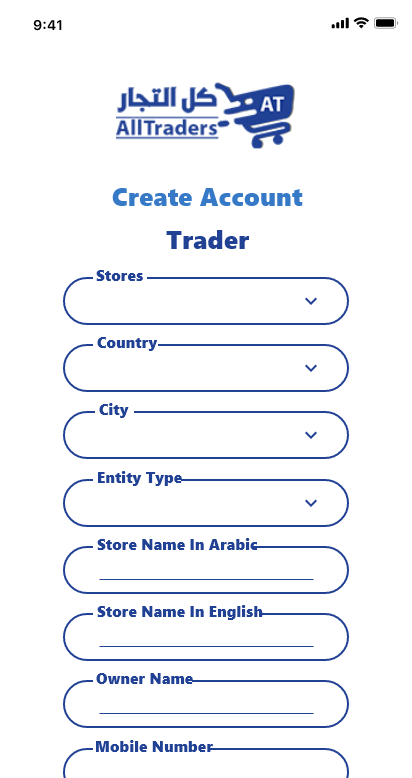 9:41
كل التجار
AT
AllTraders
Create Account
Trader
Stores
Country
City
Entity Type
Store Name In Arabic
Store Name In English
Owner Name
Mobile Number